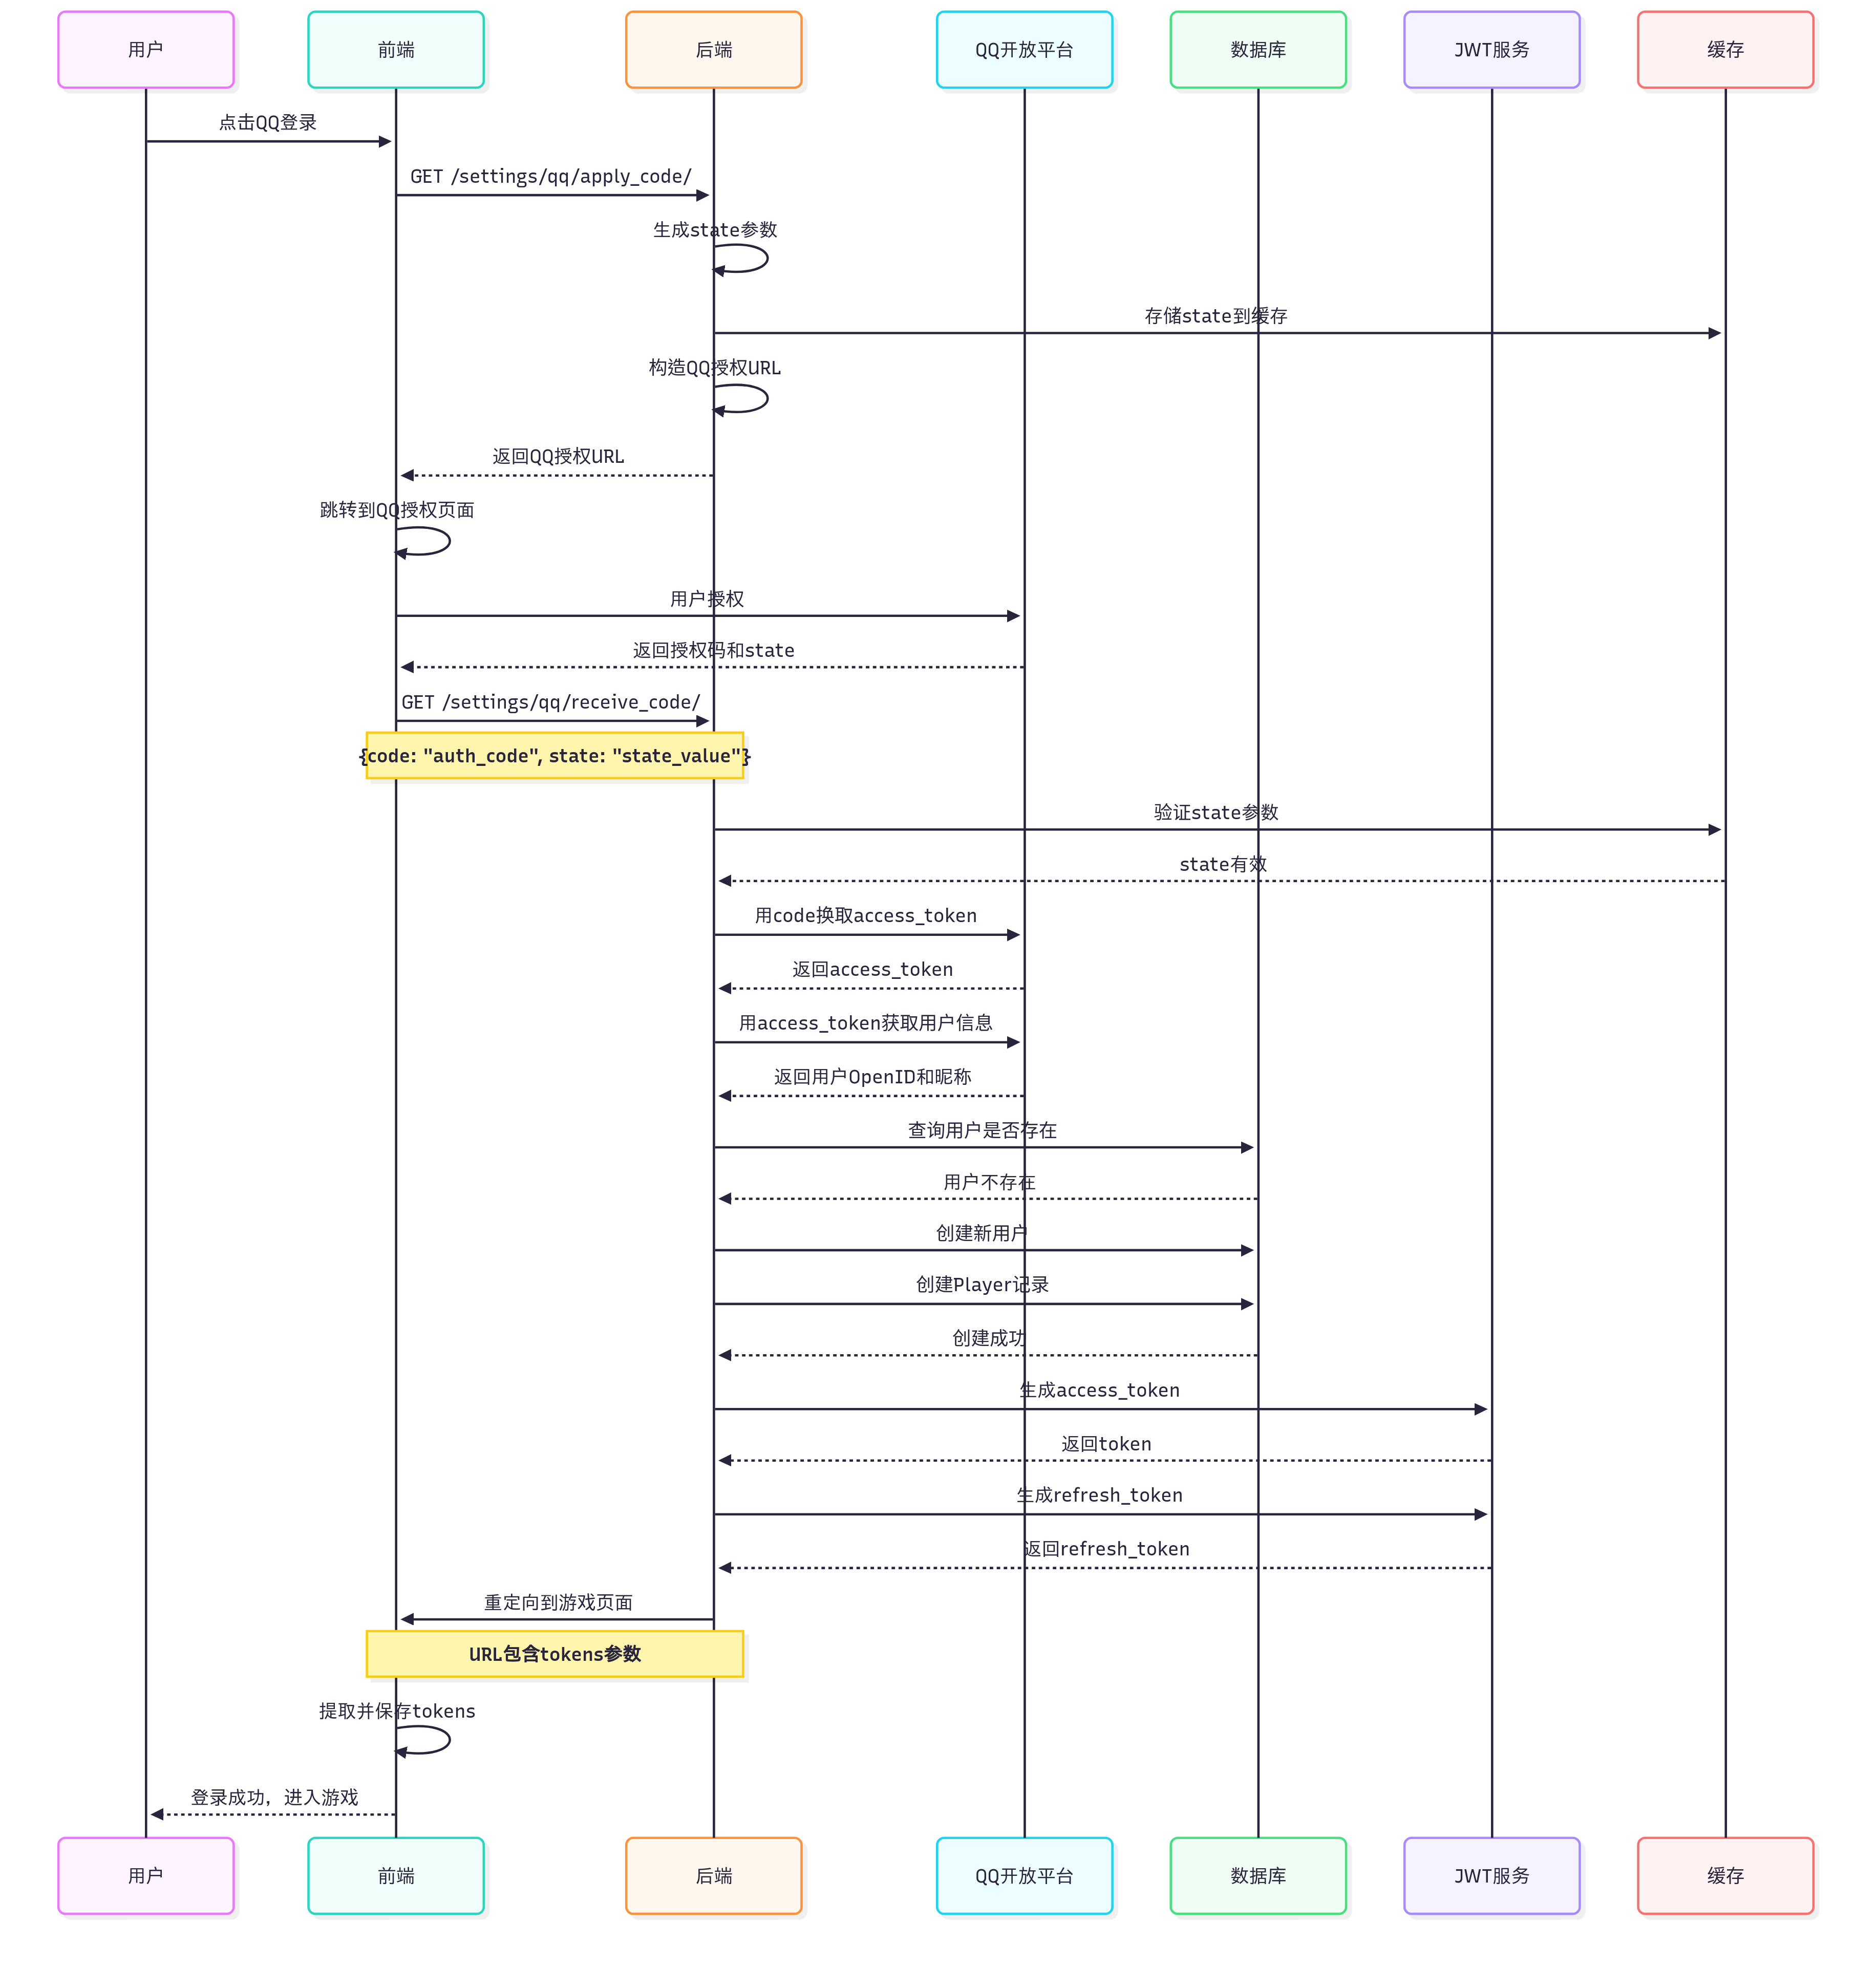 用户
前端
后端
QQ开放平台
数据库
JWT服务
缓存
点击QQ登录
GET /settings/qq/apply_code/
生成state参数
存储state到缓存
构造QQ授权URL
返回QQ授权URL
跳转到QQ授权页面
用户授权
返回授权码和state
GET /settings/qq/receive_code/
{code: "auth_code", state: "state_value"}
验证state参数
state有效
用code换取access_token
返回access_token
用access_token获取用户信息
返回用户OpenID和昵称
查询用户是否存在
用户不存在
创建新用户
创建Player记录
创建成功
生成access_token
返回token
生成refresh_token
返回refresh_token
重定向到游戏页面
URL包含tokens参数
提取并保存tokens
登录成功，进入游戏
用户
前端
后端
QQ开放平台
数据库
JWT服务
缓存